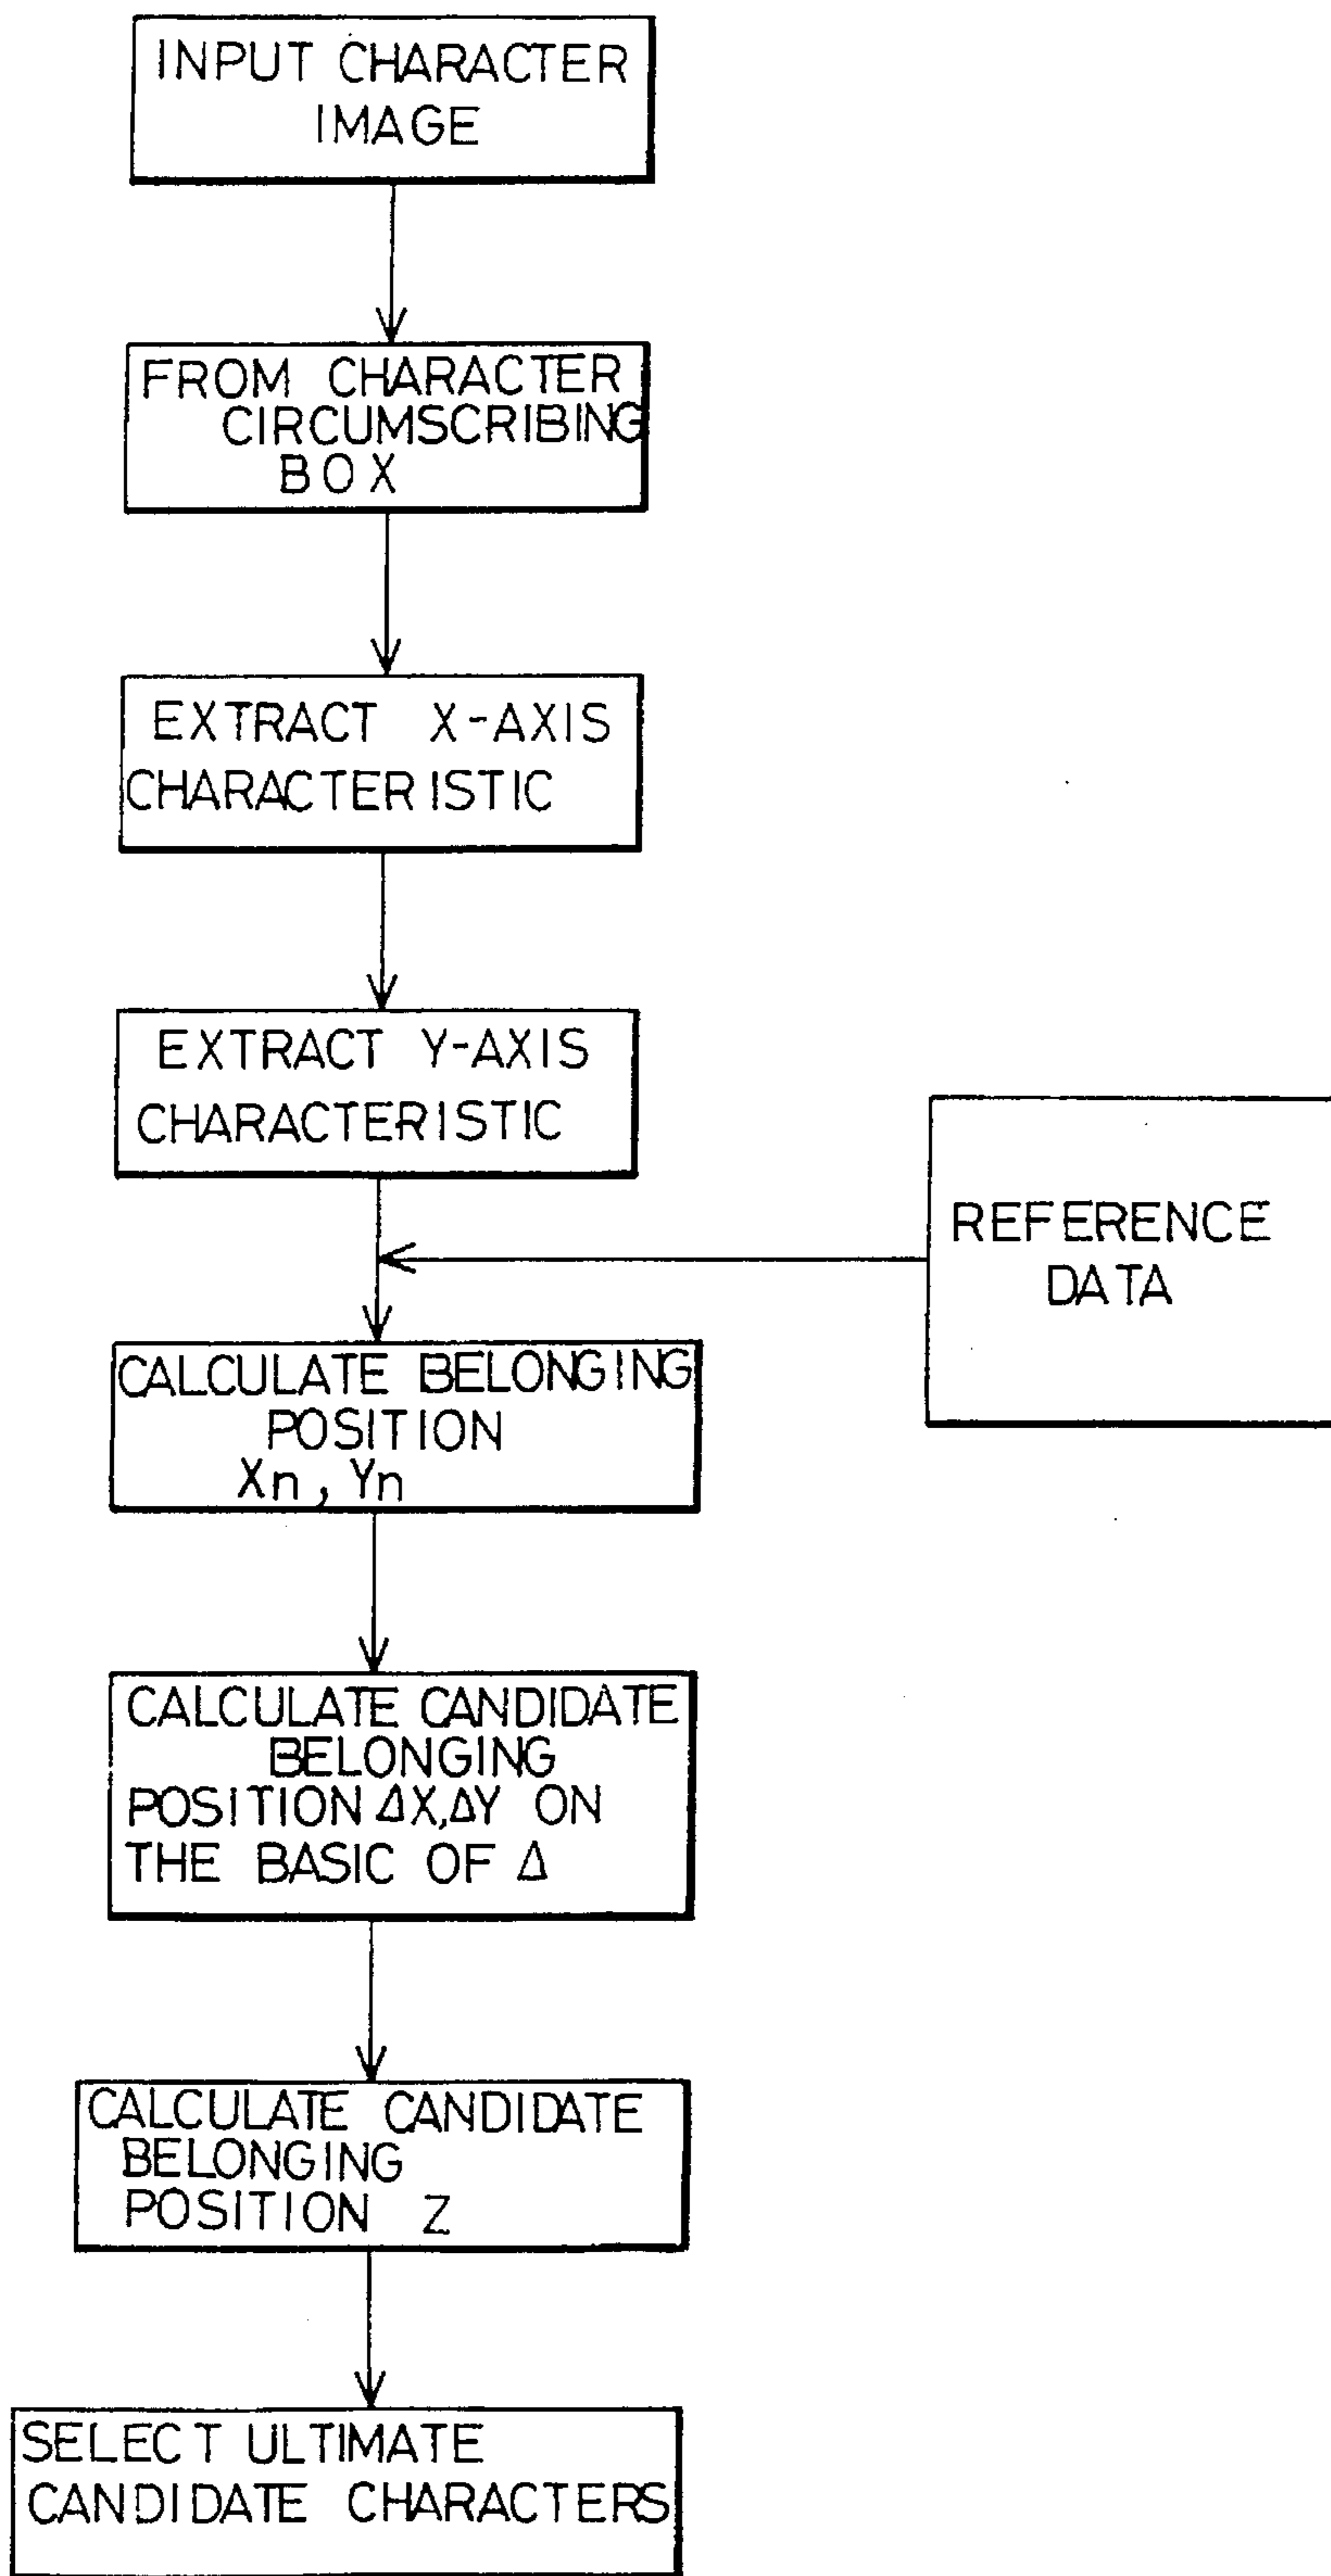 INPUT CHARACTER
IMAGE
FROM CHARACTER
CIRCUMSCRIBING
BOX
EXTRACT X-AXIS
CHARACTERISTIC
EXTRACT Y-AXIS
CHARACTERISTIC
REFERENCE
DATA
CALCULATE BELONGING
POSITION
Xn, Yn
CALCULATE CANDIDATE
BELONGING
POSITION ΔX,ΔY ON
THE BASIC OF Δ
CALCULATE CANDIDATE
BELONGING
POSITION Z
SELECT ULTIMATE
CANDIDATE CHARACTERS